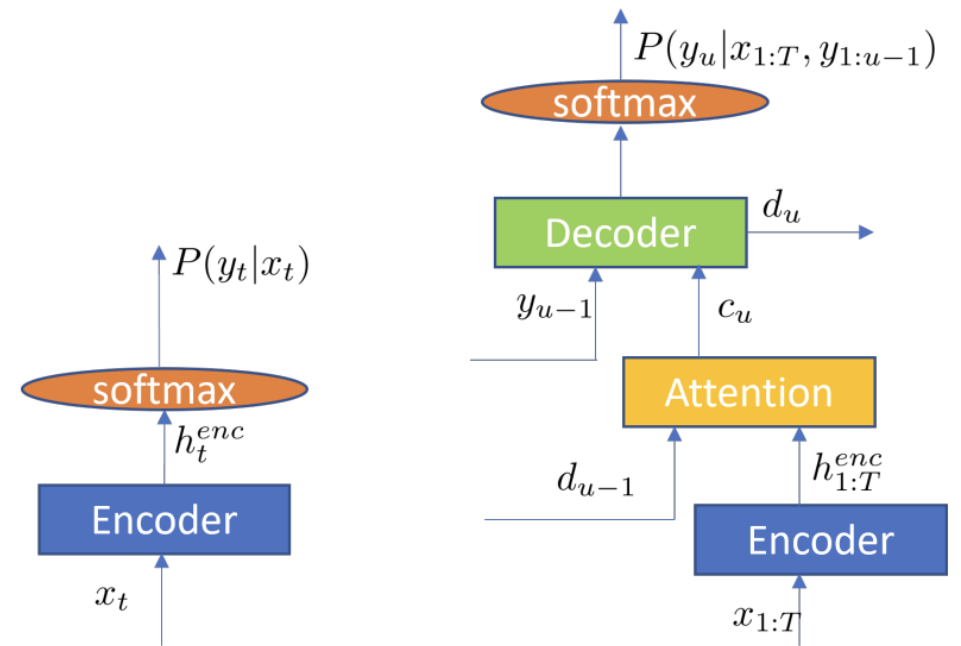 P(y_t|x_t)
softmax
h_t^{enc}
Encoder
x_t
P(y_u|x_{1:T}, y_{1:u-1})
softmax
Decoder
d_u
y_{u-1}
c_u
Attention
d_{u-1}
h_{1:T}^{enc}
Encoder
x_{1:T}